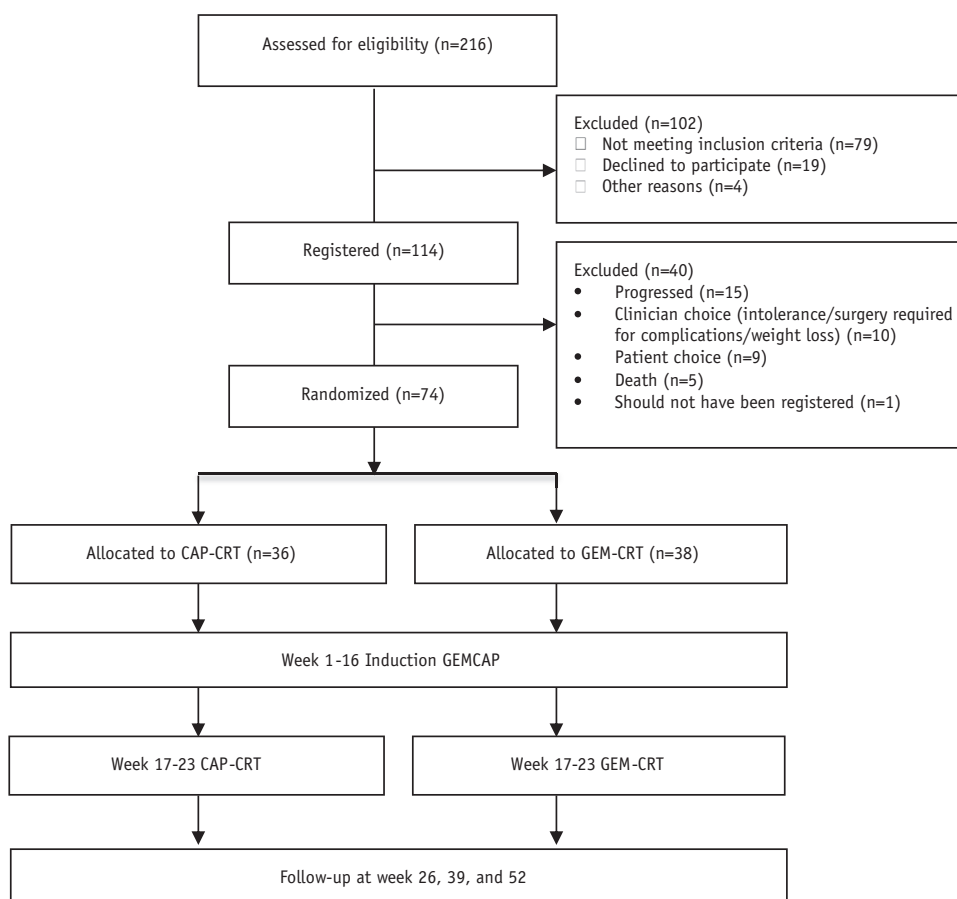 Assessed for eligibility (n=216)
Excluded (n=102)
□ Not meeting inclusion criteria (n=79)
□ Declined to participate (n=19)
□ Other reasons (n=4)
Registered (n=114)
Excluded (n=40)
• Progressed (n=15)
• Clinician choice (intolerance/surgery required
for complications/weight loss) (n=10)
• Patient choice (n=9)
• Death (n=5)
• Should not have been registered (n=1)
Randomized (n=74)
Allocated to CAP-CRT (n=36)
Allocated to GEM-CRT (n=38)
Week 1-16 Induction GEMCAP
Week 17-23 CAP-CRT
Week 17-23 GEM-CRT
Follow-up at week 26, 39, and 52